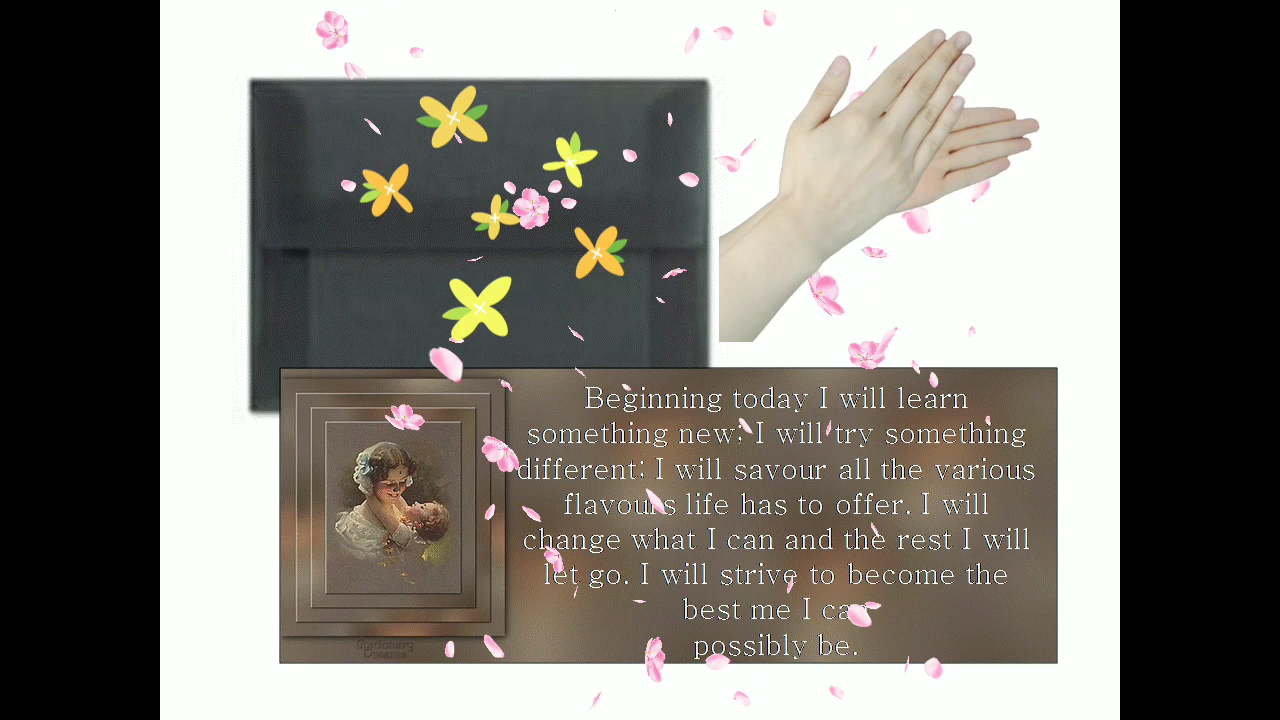 Beginning today I will learn
something new; I will try something
different; I will savour all the various
flavours life has to offer. I will
change what I can and the rest I will
let go. I will strive to become the
best me I can
possibly be.
Stationery
Dreams